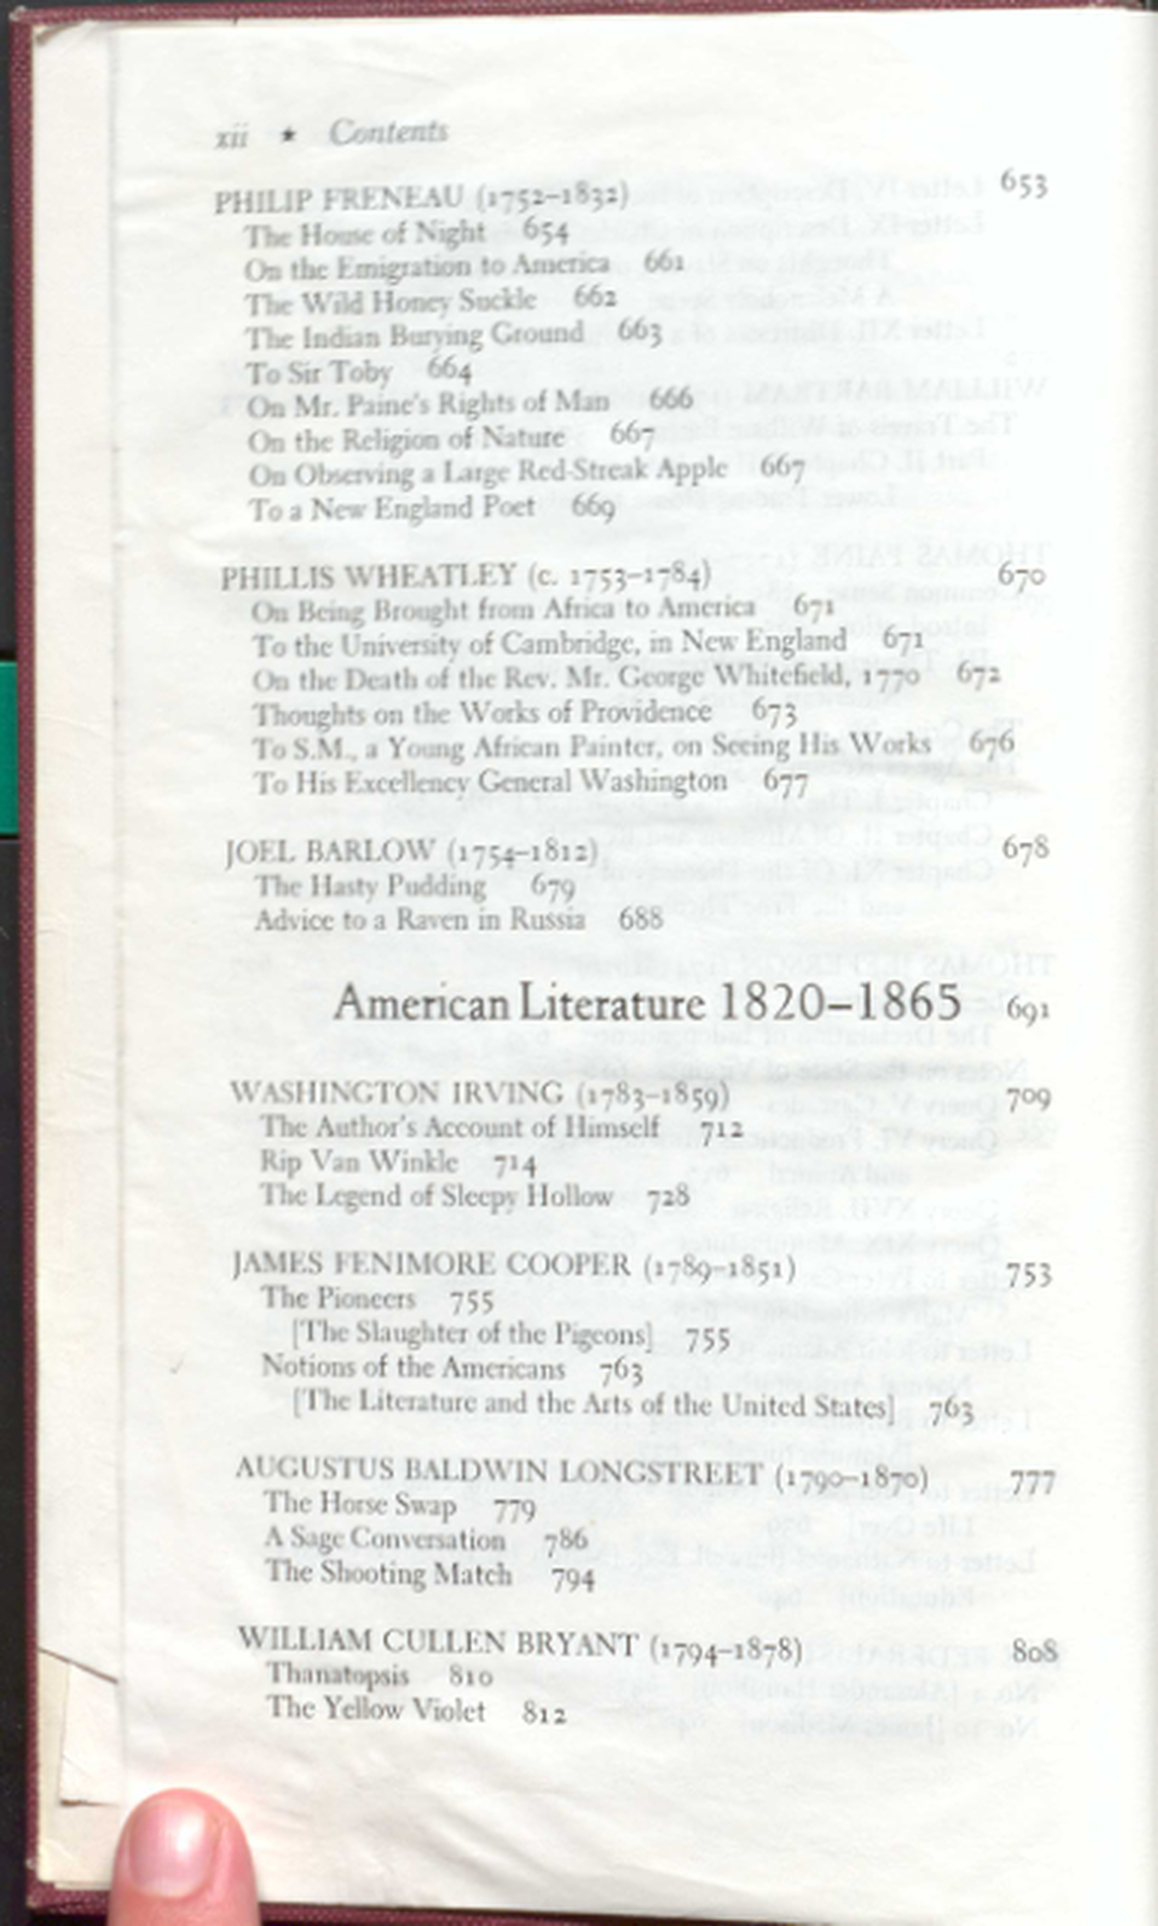 xii ★ Contents
PHILIP FRENEAU (1752–1832) 653
The House of Night 654
On the Emigration to America 661
The Wild Honey Suckle 662
The Indian Burying Ground 663
To Sir Toby 664
On Mr. Paine's Rights of Man 666
On the Religion of Nature 667
On Observing a Large Red-Streak Apple 667
To a New England Poet 669
PHILLIS WHEATLEY (c. 1753–1784) 670
On Being Brought from Africa to America 671
To the University of Cambridge, in New England 671
On the Death of the Rev. Mr. George Whitefield, 1770 672
Thoughts on the Works of Providence 673
To S.M., a Young African Painter, on Seeing His Works 676
To His Excellency General Washington 677
JOEL BARLOW (1754–1812) 678
The Hasty Pudding 679
Advice to a Raven in Russia 688
American Literature 1820–1865 691
WASHINGTON IRVING (1783–1859) 709
The Author's Account of Himself 712
Rip Van Winkle 714
The Legend of Sleepy Hollow 728
JAMES FENIMORE COOPER (1789–1851) 753
The Pioneers 755
[The Slaughter of the Pigeons] 755
Notions of the Americans 763
[The Literature and the Arts of the United States] 763
AUGUSTUS BALDWIN LONGSTREET (1790–1870) 777
The Horse Swap 779
A Sage Conversation 786
The Shooting Match 794
WILLIAM CULLEN BRYANT (1794–1878) 808
Thanatopsis 810
The Yellow Violet 812